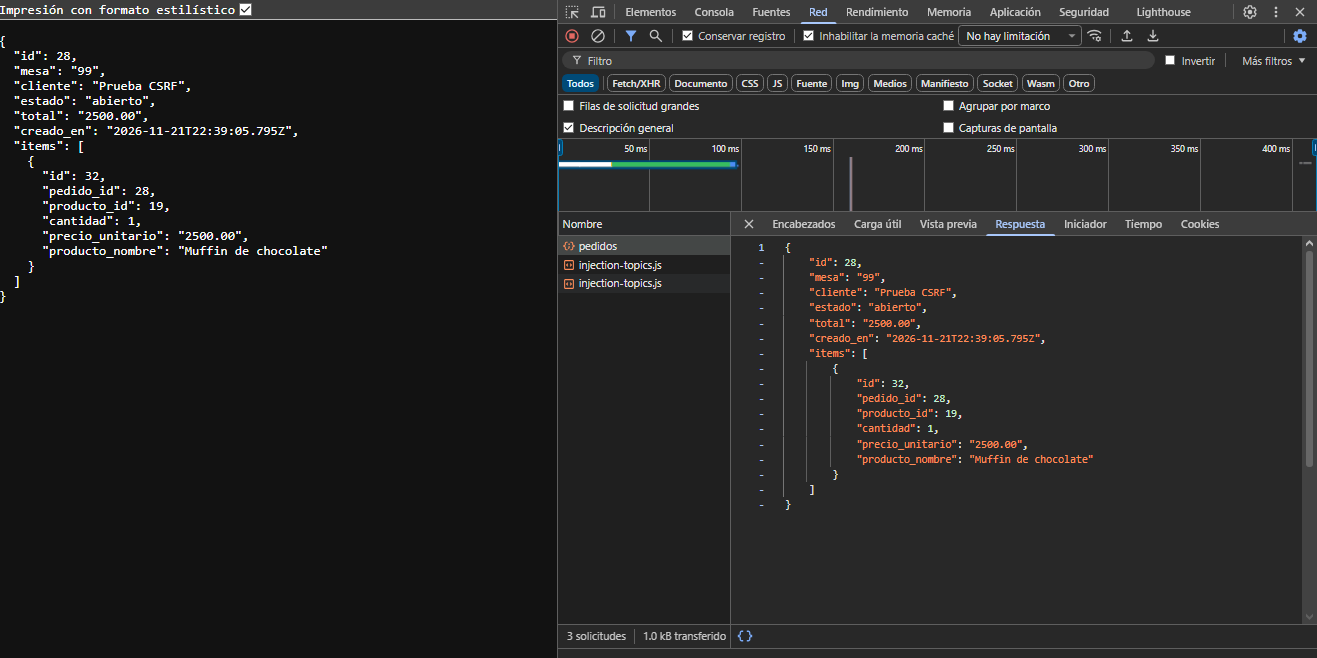 Impresión con formato estilístico
{
"id": 28,
"mesa": "99",
"cliente": "Prueba CSRF",
"estado": "abierto",
"total": "2500.00",
"creado_en": "2026-11-21T22:39:05.795Z",
"items": [
{
"id": 32,
"pedido_id": 28,
"producto_id": 19,
"cantidad": 1,
"precio_unitario": "2500.00",
"producto_nombre": "Muffin de chocolate"
}
]
}
Elementos Consola Fuentes Red Rendimiento Memoria Aplicación Seguridad Lighthouse
Conservar registro Inhabilitar la memoria caché No hay limitación
Filtro Invertir Más filtros
Todos Fetch/XHR Documento CSS JS Fuente Img Medios Manifiesto Socket Wasm Otro
Filas de solicitud grandes Agrupar por marco
Descripción general Capturas de pantalla
50 ms 100 ms 150 ms 200 ms 250 ms 300 ms 350 ms 400 ms
Nombre
pedidos
injection-topics.js
injection-topics.js
Encabezados Carga útil Vista previa Respuesta Iniciador Tiempo Cookies
1 {
- "id": 28,
- "mesa": "99",
- "cliente": "Prueba CSRF",
- "estado": "abierto",
- "total": "2500.00",
- "creado_en": "2026-11-21T22:39:05.795Z",
- "items": [
- {
- "id": 32,
- "pedido_id": 28,
- "producto_id": 19,
- "cantidad": 1,
- "precio_unitario": "2500.00",
- "producto_nombre": "Muffin de chocolate"
- }
- ]
- }
3 solicitudes 1.0 kB transferido {}